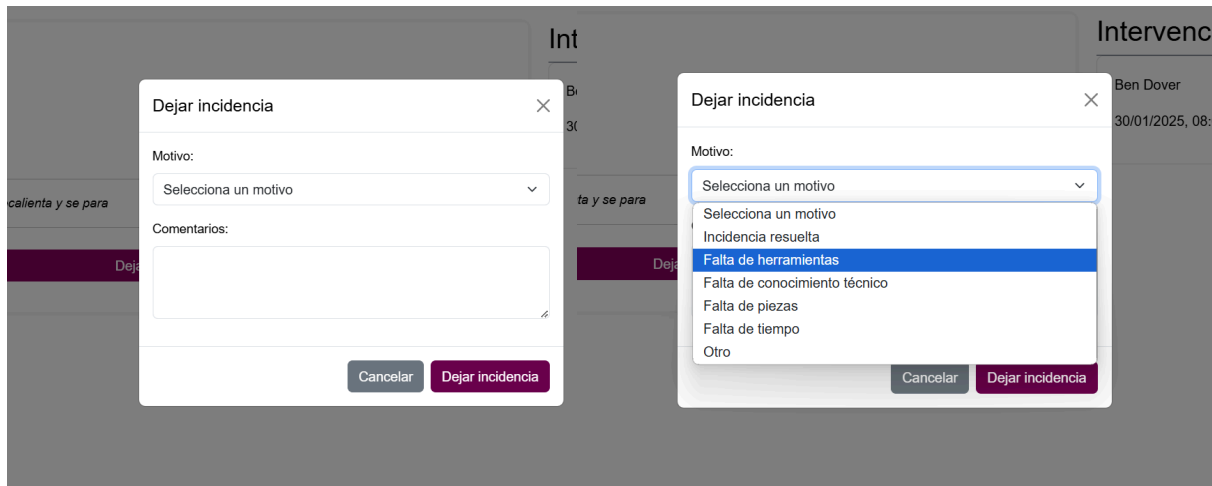 Int
Dejar incidencia
Motivo:
Selecciona un motivo
ecalienta y se para
Comentarios:
Deja
Cancelar
Dejar incidencia
Intervenc
Ben Dover
30/01/2025, 08:
Dejar incidencia
Motivo:
Selecciona un motivo
ta y se para
Selecciona un motivo
Incidencia resuelta
Falta de herramientas
Falta de conocimiento técnico
Falta de piezas
Falta de tiempo
Otro
Dej
Cancelar
Dejar incidencia